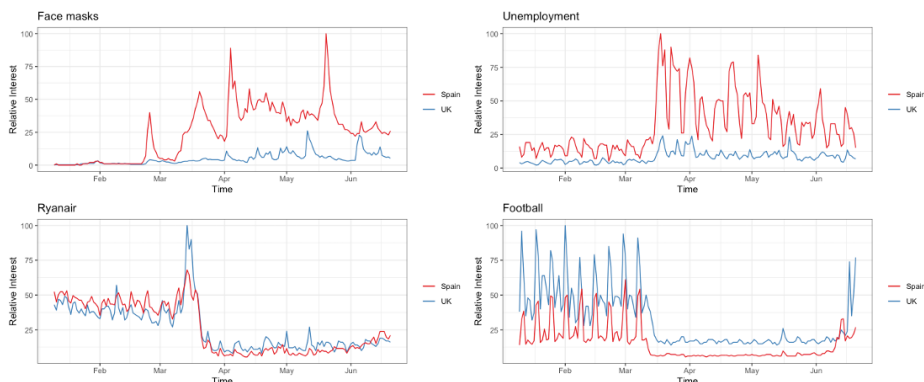 Face masks
100
75
50
25
0
Relative Interest
Feb Mar Apr May Jun
Time
Spain
UK
Unemployment
100
75
50
25
0
Relative Interest
Feb Mar Apr May Jun
Time
Spain
UK
Ryanair
100
75
50
25
Relative Interest
Feb Mar Apr May Jun
Time
Spain
UK
Football
100
75
50
25
Relative Interest
Feb Mar Apr May Jun
Time
Spain
UK